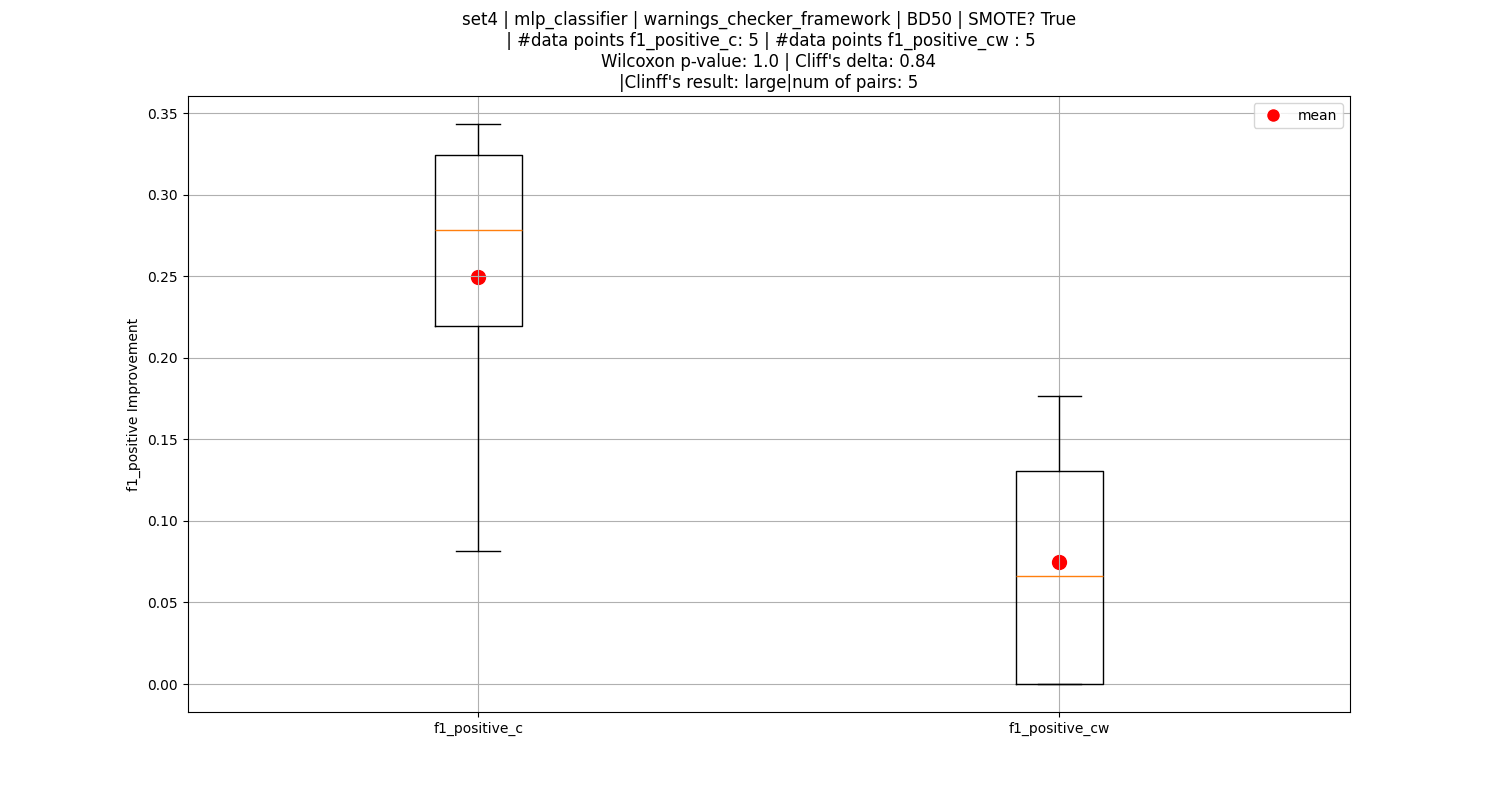 set4 | mlp_classifier | warnings_checker_framework | BD50 | SMOTE? True
| #data points f1_positive_c: 5 | #data points f1_positive_cw : 5
Wilcoxon p-value: 1.0 | Cliff's delta: 0.84
|Clinff's result: large|num of pairs: 5
mean
0.35
0.30
0.25
0.20
0.15
0.10
0.05
0.00
f1_positive Improvement
f1_positive_c
f1_positive_cw